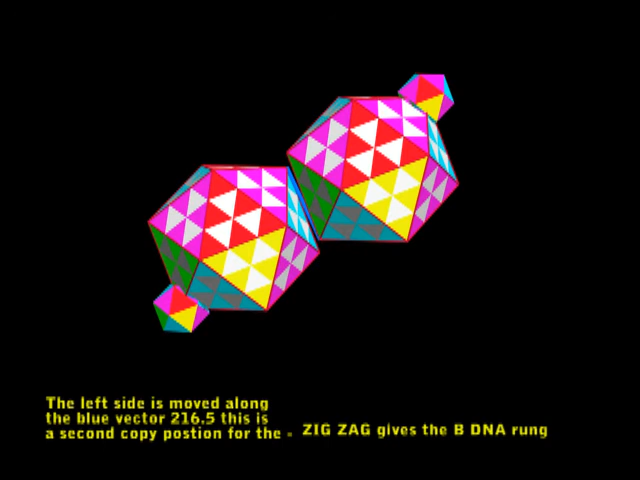 The left side is moved along
the blue vector 216.5 this is
a second copy postion for the .
ZIG ZAG gives the B DNA rung